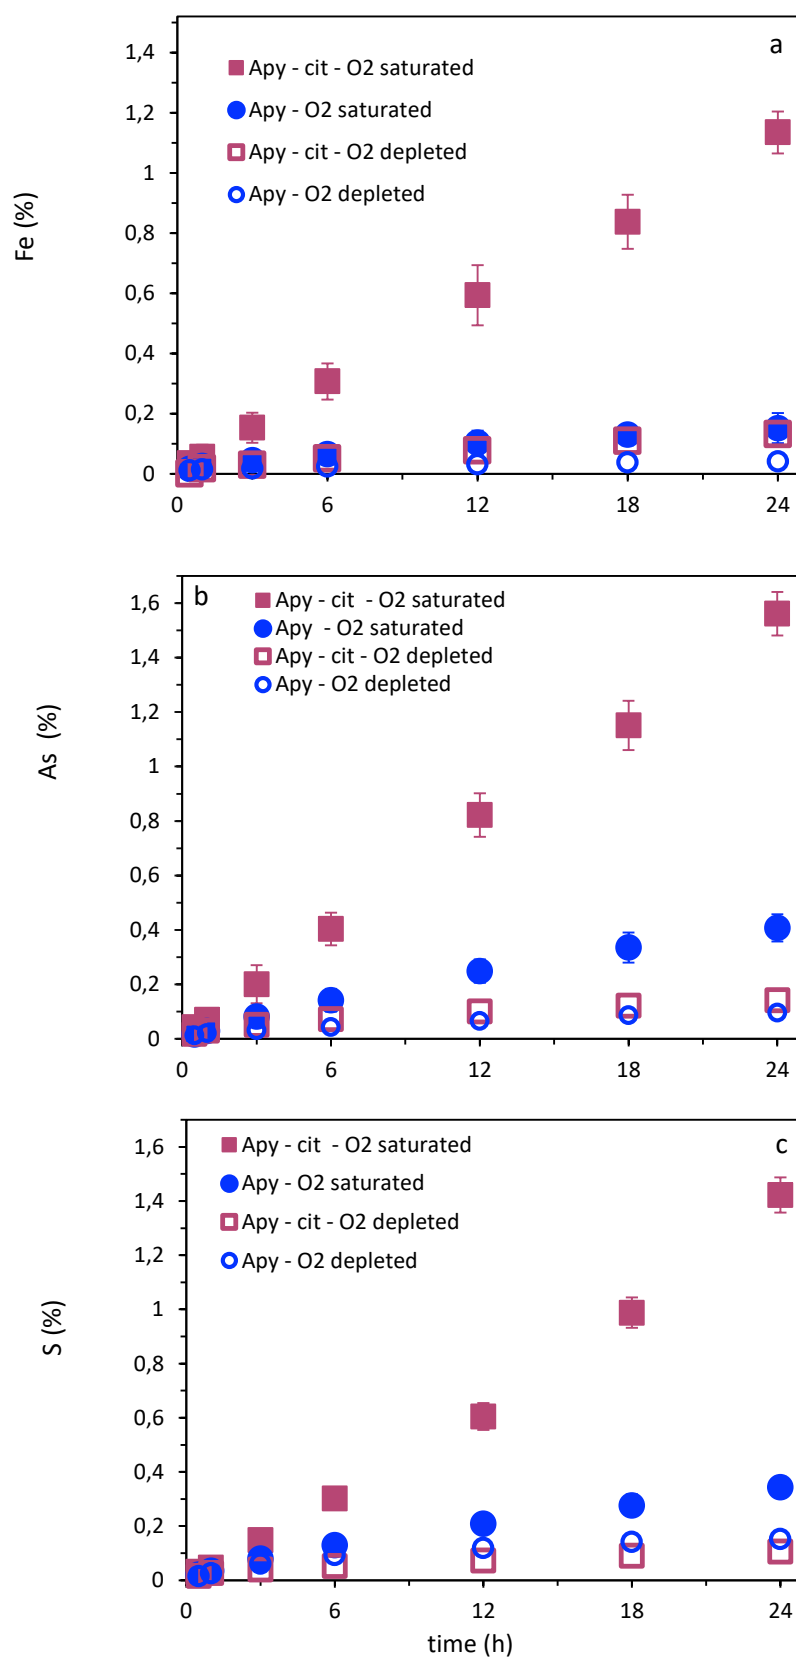 a
1,4
Apy - cit - O2 saturated
1,2
Apy - O2 saturated
Apy - cit - O2 depleted
1
Apy - O2 depleted
Fe (%)
0,8
0,6
0,4
0,2
0
0 6 12 18 24
b
1,6
Apy - cit - O2 saturated
Apy - O2 saturated
1,4
Apy - cit - O2 depleted
Apy - O2 depleted
1,2
As (%)
1
0,8
0,6
0,4
0,2
0
0 6 12 18 24
c
1,6
Apy - cit - O2 saturated
Apy - O2 saturated
1,4
Apy - cit - O2 depleted
1,2
Apy - O2 depleted
S (%)
1
0,8
0,6
0,4
0,2
0
0 6 12 18 24
time (h)